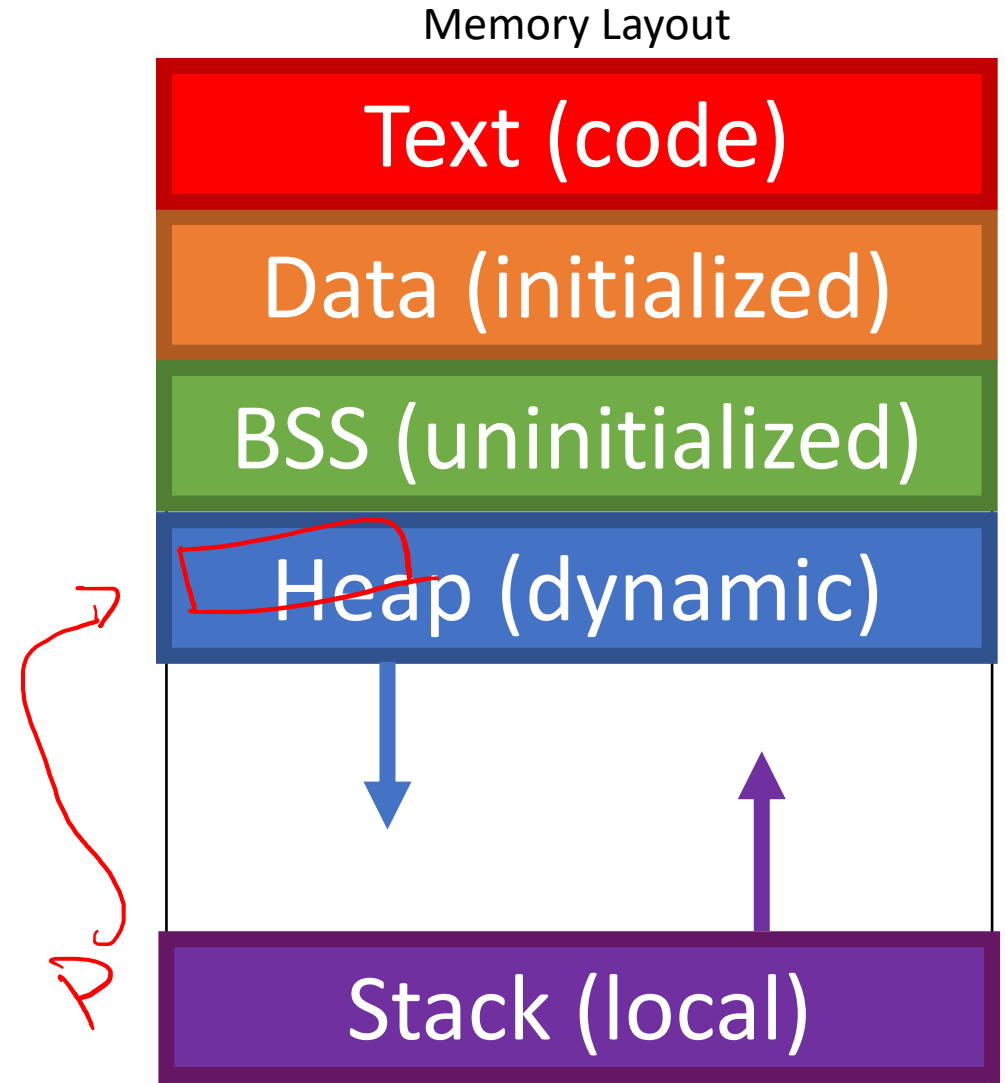 Memory Layout
Text (code)
Data (initialized)
BSS (uninitialized)
Heap (dynamic)
P
Stack (local)